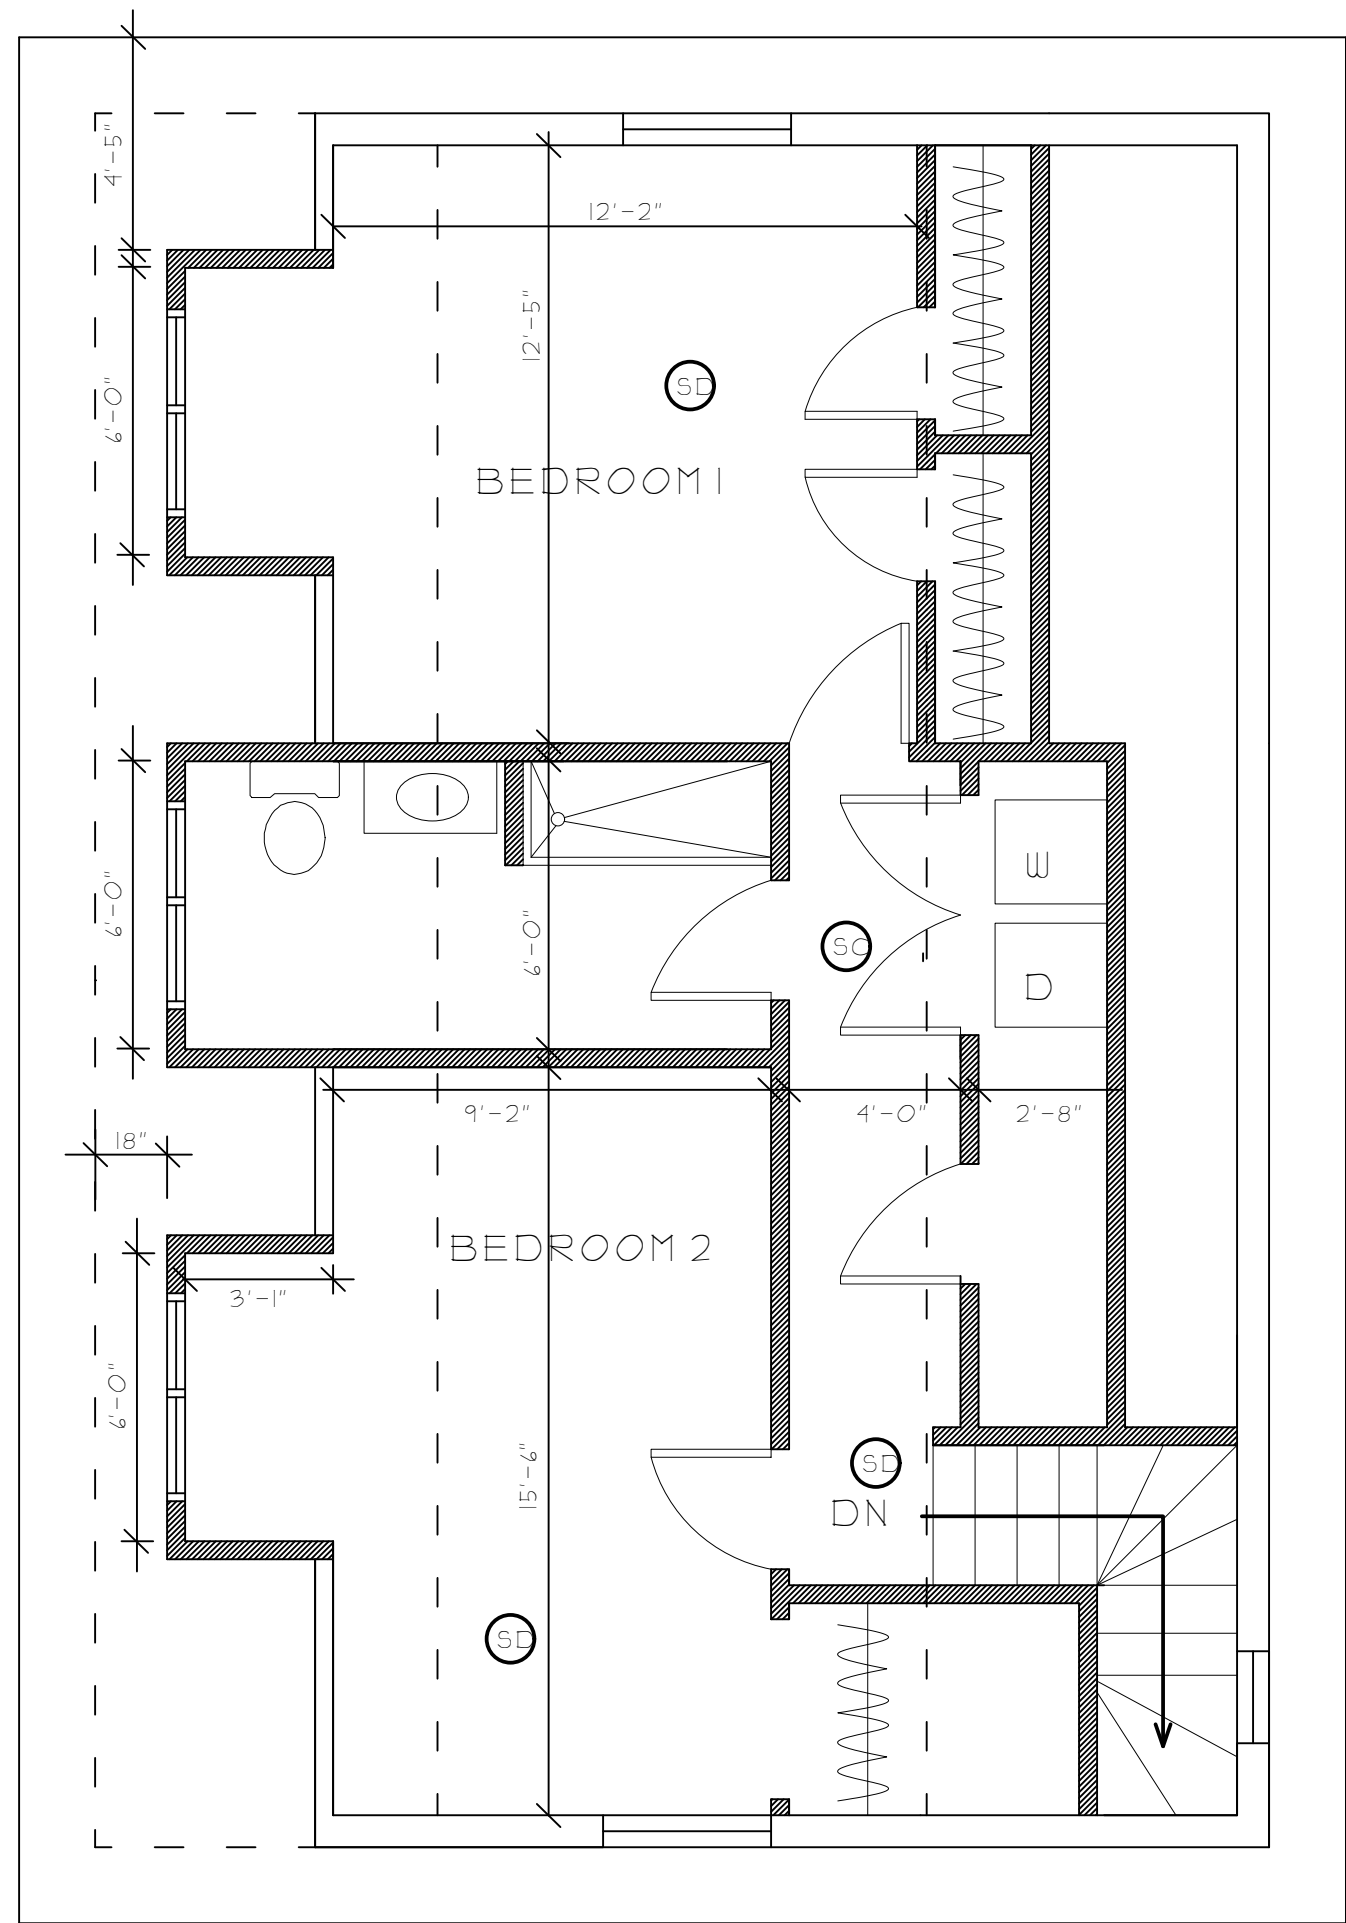 4'-5"
12'-2"
12'-5"
SD
6'-0"
BEDROOM 1
W
6'-0"
6'-0"
SC
D
9'-2"
4'-0"
2'-8"
18"
BEDROOM 2
3'-1"
6'-0"
SD
15'-6"
DN
SD